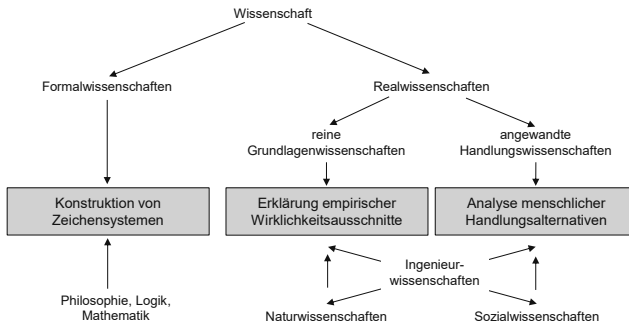 Wissenschaft
Formalwissenschaften
Realwissenschaften
reine
Grundlagenwissenschaften
angewandte
Handlungswissenschaften
Konstruktion von
Zeichensystemen
Erklärung empirischer
Wirklichkeitsausschnitte
Analyse menschlicher
Handlungsalternativen
Ingenieur-
wissenschaften
Philosophie, Logik,
Mathematik
Naturwissenschaften
Sozialwissenschaften